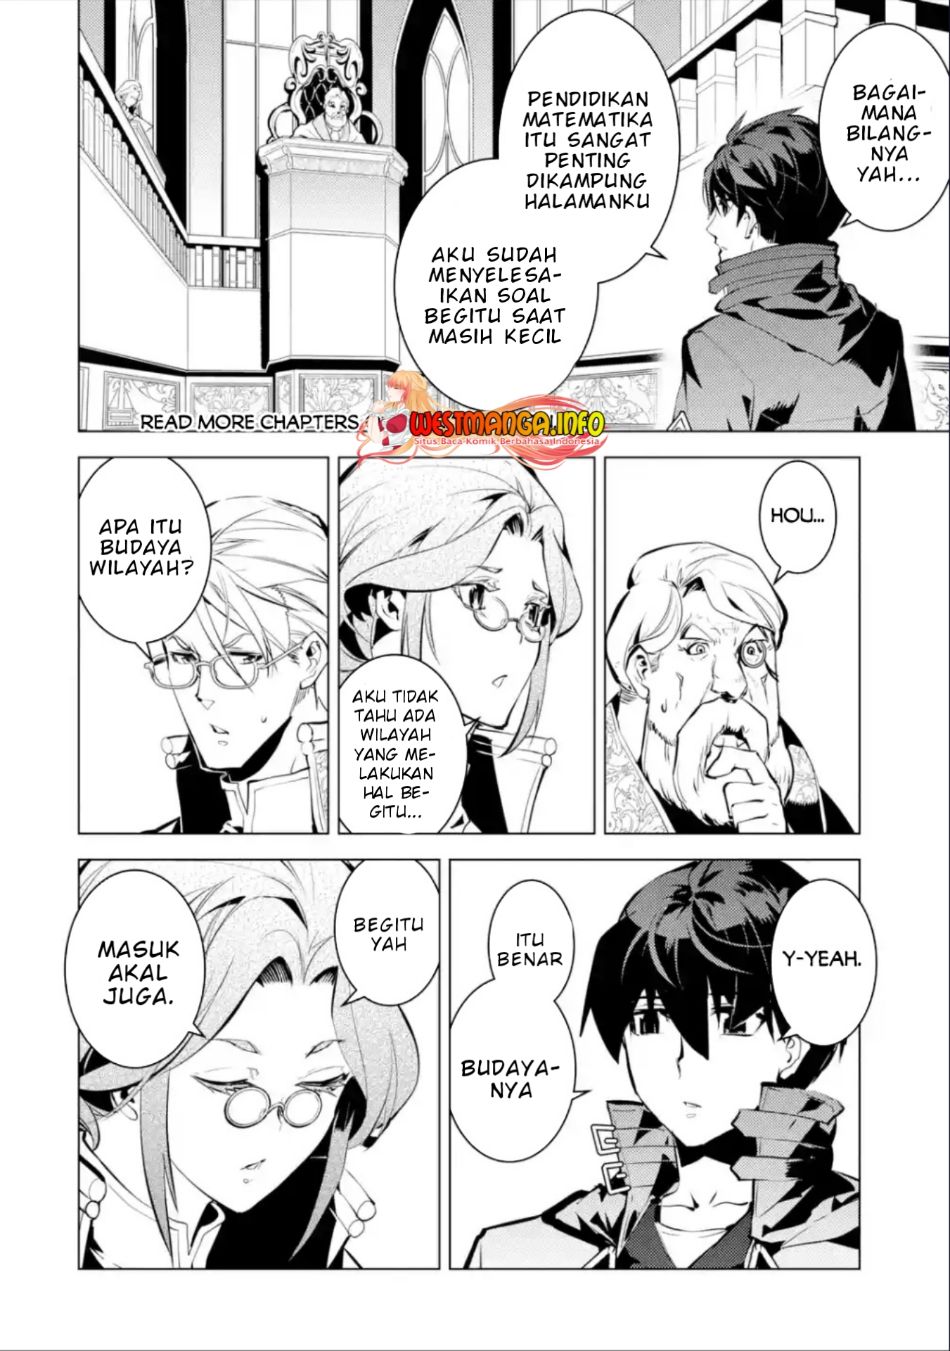 BAGAI-
MANA
BILANG-
NYA
YAH...
PENDIDIKAN
MATEMATIKA
ITU SANGAT
PENTING
DIKAMPUNG
HALAMANKU
AKU SUDAH
MENYELESA-
IKAN SOAL
BEGITU SAAT
MASIH KECIL
READ MORE CHAPTERS
WESTMANGA.INFO
Situs Baca Komik Berbahasa Indonesia
HOU...
AKU TIDAK
TAHU ADA
WILAYAH
YANG ME-
LAKUKAN
HAL BE-
GITU...
APA ITU
BUDAYA
WILAYAH?
Y-YEAH.
ITU
BENAR
BUDAYA-
NYA
BEGITU
YAH
MASUK
AKAL
JUGA.